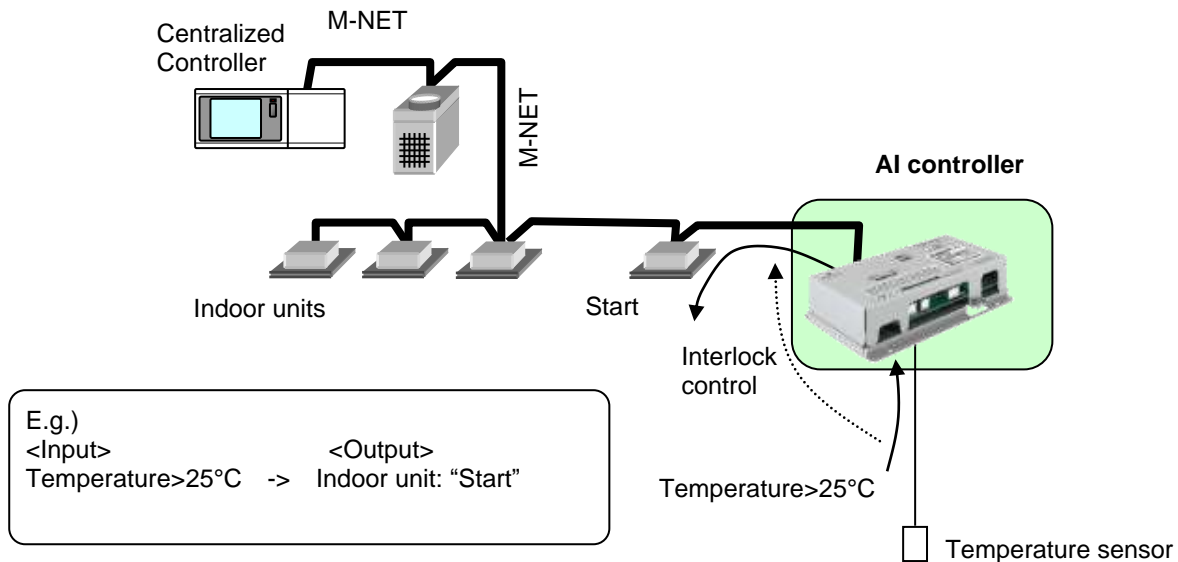 M-NET
Centralized
Controller
M-NET
AI controller
Indoor units
Start
Interlock
control
E.g.)
<Input> <Output>
Temperature>25°C -> Indoor unit: “Start”
Temperature>25°C
Temperature sensor